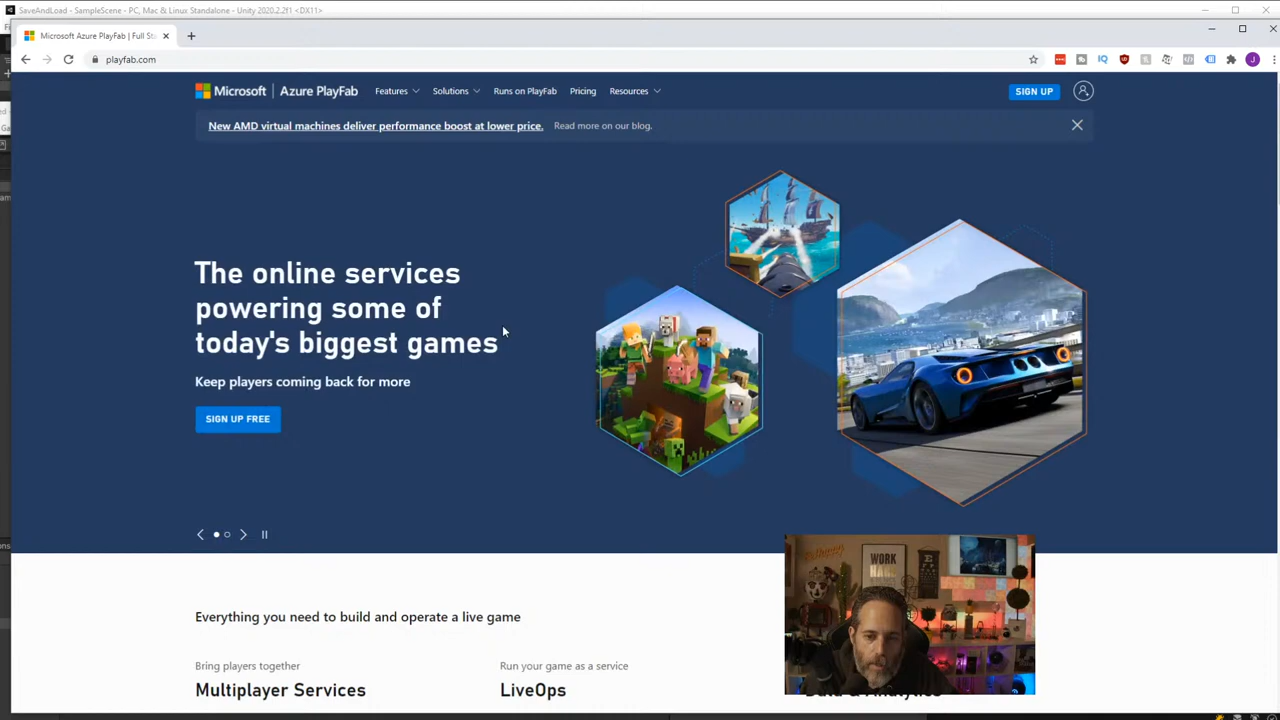 SaveAndLoad - SampleScene - PC, Mac & Linux Standalone - Unity 2020.2.2f1 <DX11>
Microsoft Azure PlayFab | Full St
playfab.com
Microsoft | Azure PlayFab
Features
Solutions
Runs on PlayFab
Pricing
Resources
SIGN UP
New AMD virtual machines deliver performance boost at lower price.
Read more on our blog.
The online services
powering some of
today's biggest games
Keep players coming back for more
SIGN UP FREE
WORK
HARD
Everything you need to build and operate a live game
Bring players together
Run your game as a service
Multiplayer Services
LiveOps